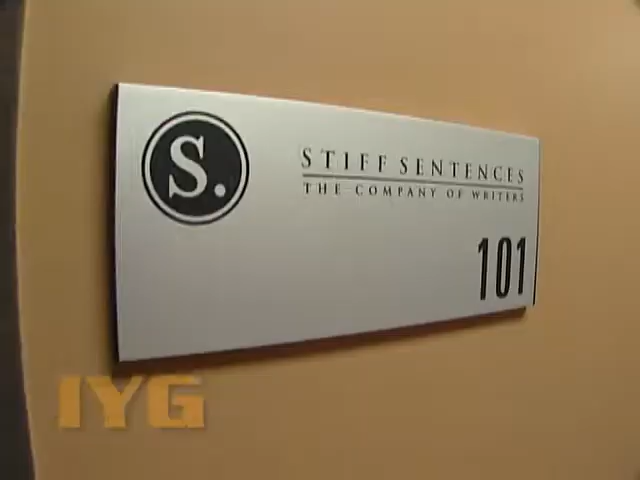 S.
STIFF SENTENCES
THE COMPANY OF WRITERS
101
IYG